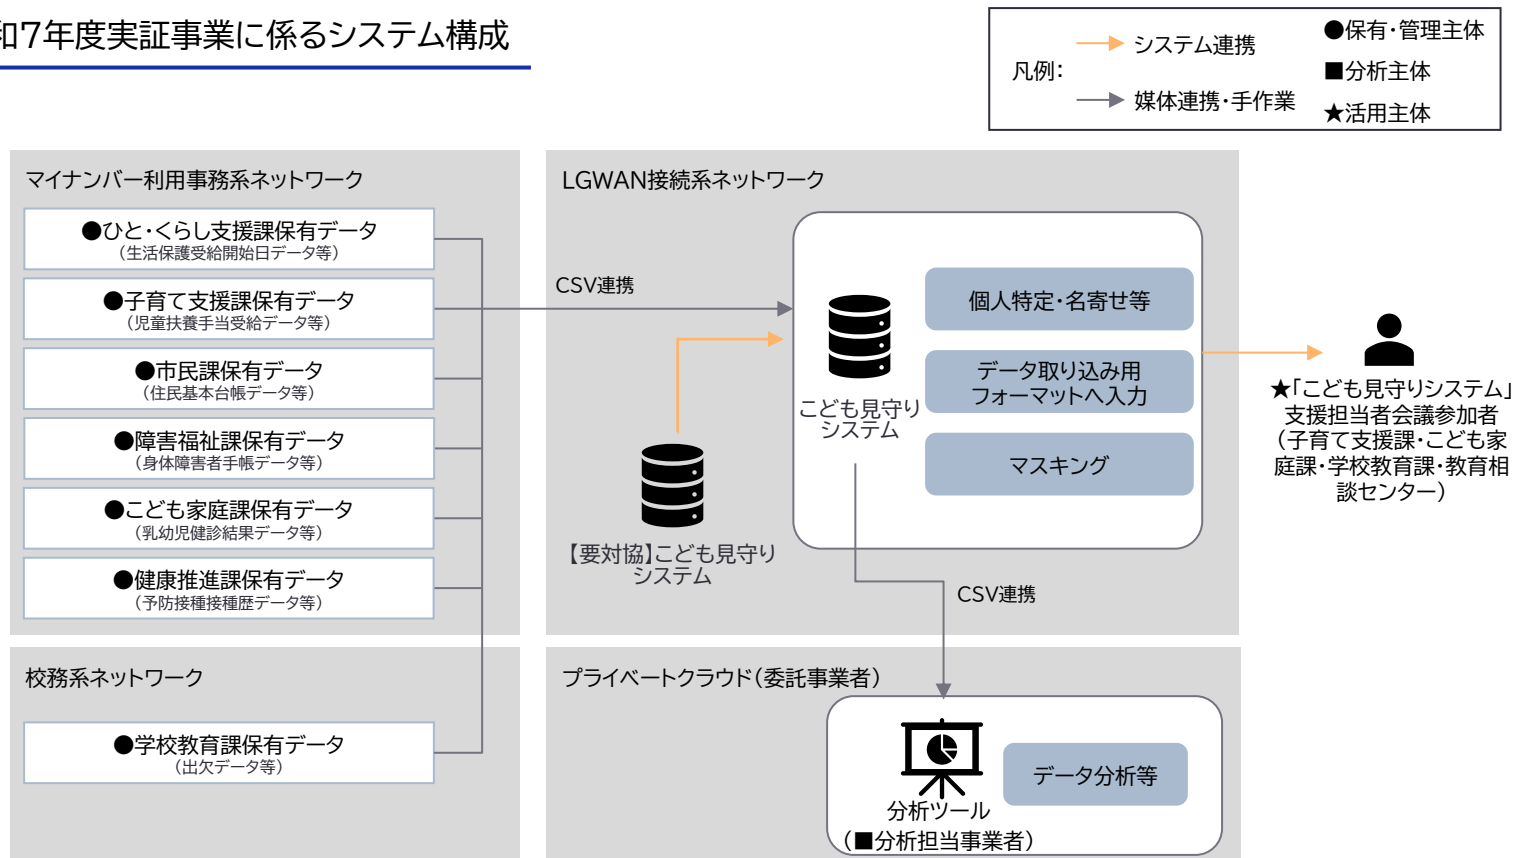 和7年度実証事業に係るシステム構成
凡例：
システム連携
媒体連携・手作業
●保有・管理主体
■分析主体
★活用主体
マイナンバー利用事務系ネットワーク
●ひと・くらし支援課保有データ
（生活保護受給開始日データ等）
●子育て支援課保有データ
（児童扶養手当受給データ等）
●市民課保有データ
（住民基本台帳データ等）
●障害福祉課保有データ
（身体障害者手帳データ等）
●こども家庭課保有データ
（乳幼児健診結果データ等）
●健康推進課保有データ
（予防接種接種歴データ等）
校務系ネットワーク
●学校教育課保有データ
（出欠データ等）
CSV連携
LGWAN接続系ネットワーク
【要対協】こども見守り
システム
こども見守り
システム
個人特定・名寄せ等
データ取り込み用
フォーマットへ入力
マスキング
CSV連携
★「こども見守りシステム」
支援担当者会議参加者
（子育て支援課・こども家
庭課・学校教育課・教育相
談センター）
プライベートクラウド（委託事業者）
分析ツール
（■分析担当事業者）
データ分析等